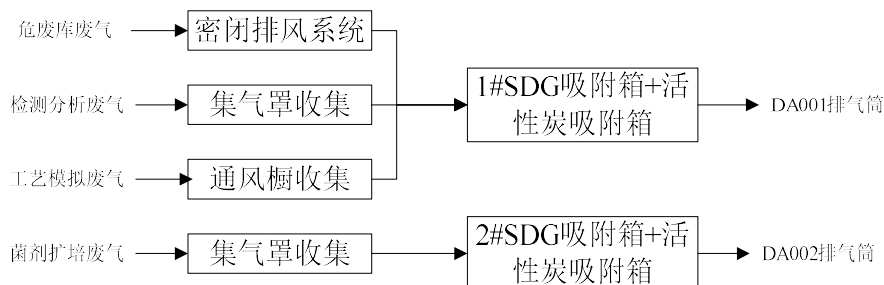 危废库废气
密闭排风系统
检测分析废气
集气罩收集
1#SDG吸附箱+活
性炭吸附箱
DA001排气筒
工艺模拟废气
通风橱收集
菌剂扩培废气
集气罩收集
2#SDG吸附箱+活
性炭吸附箱
DA002排气筒